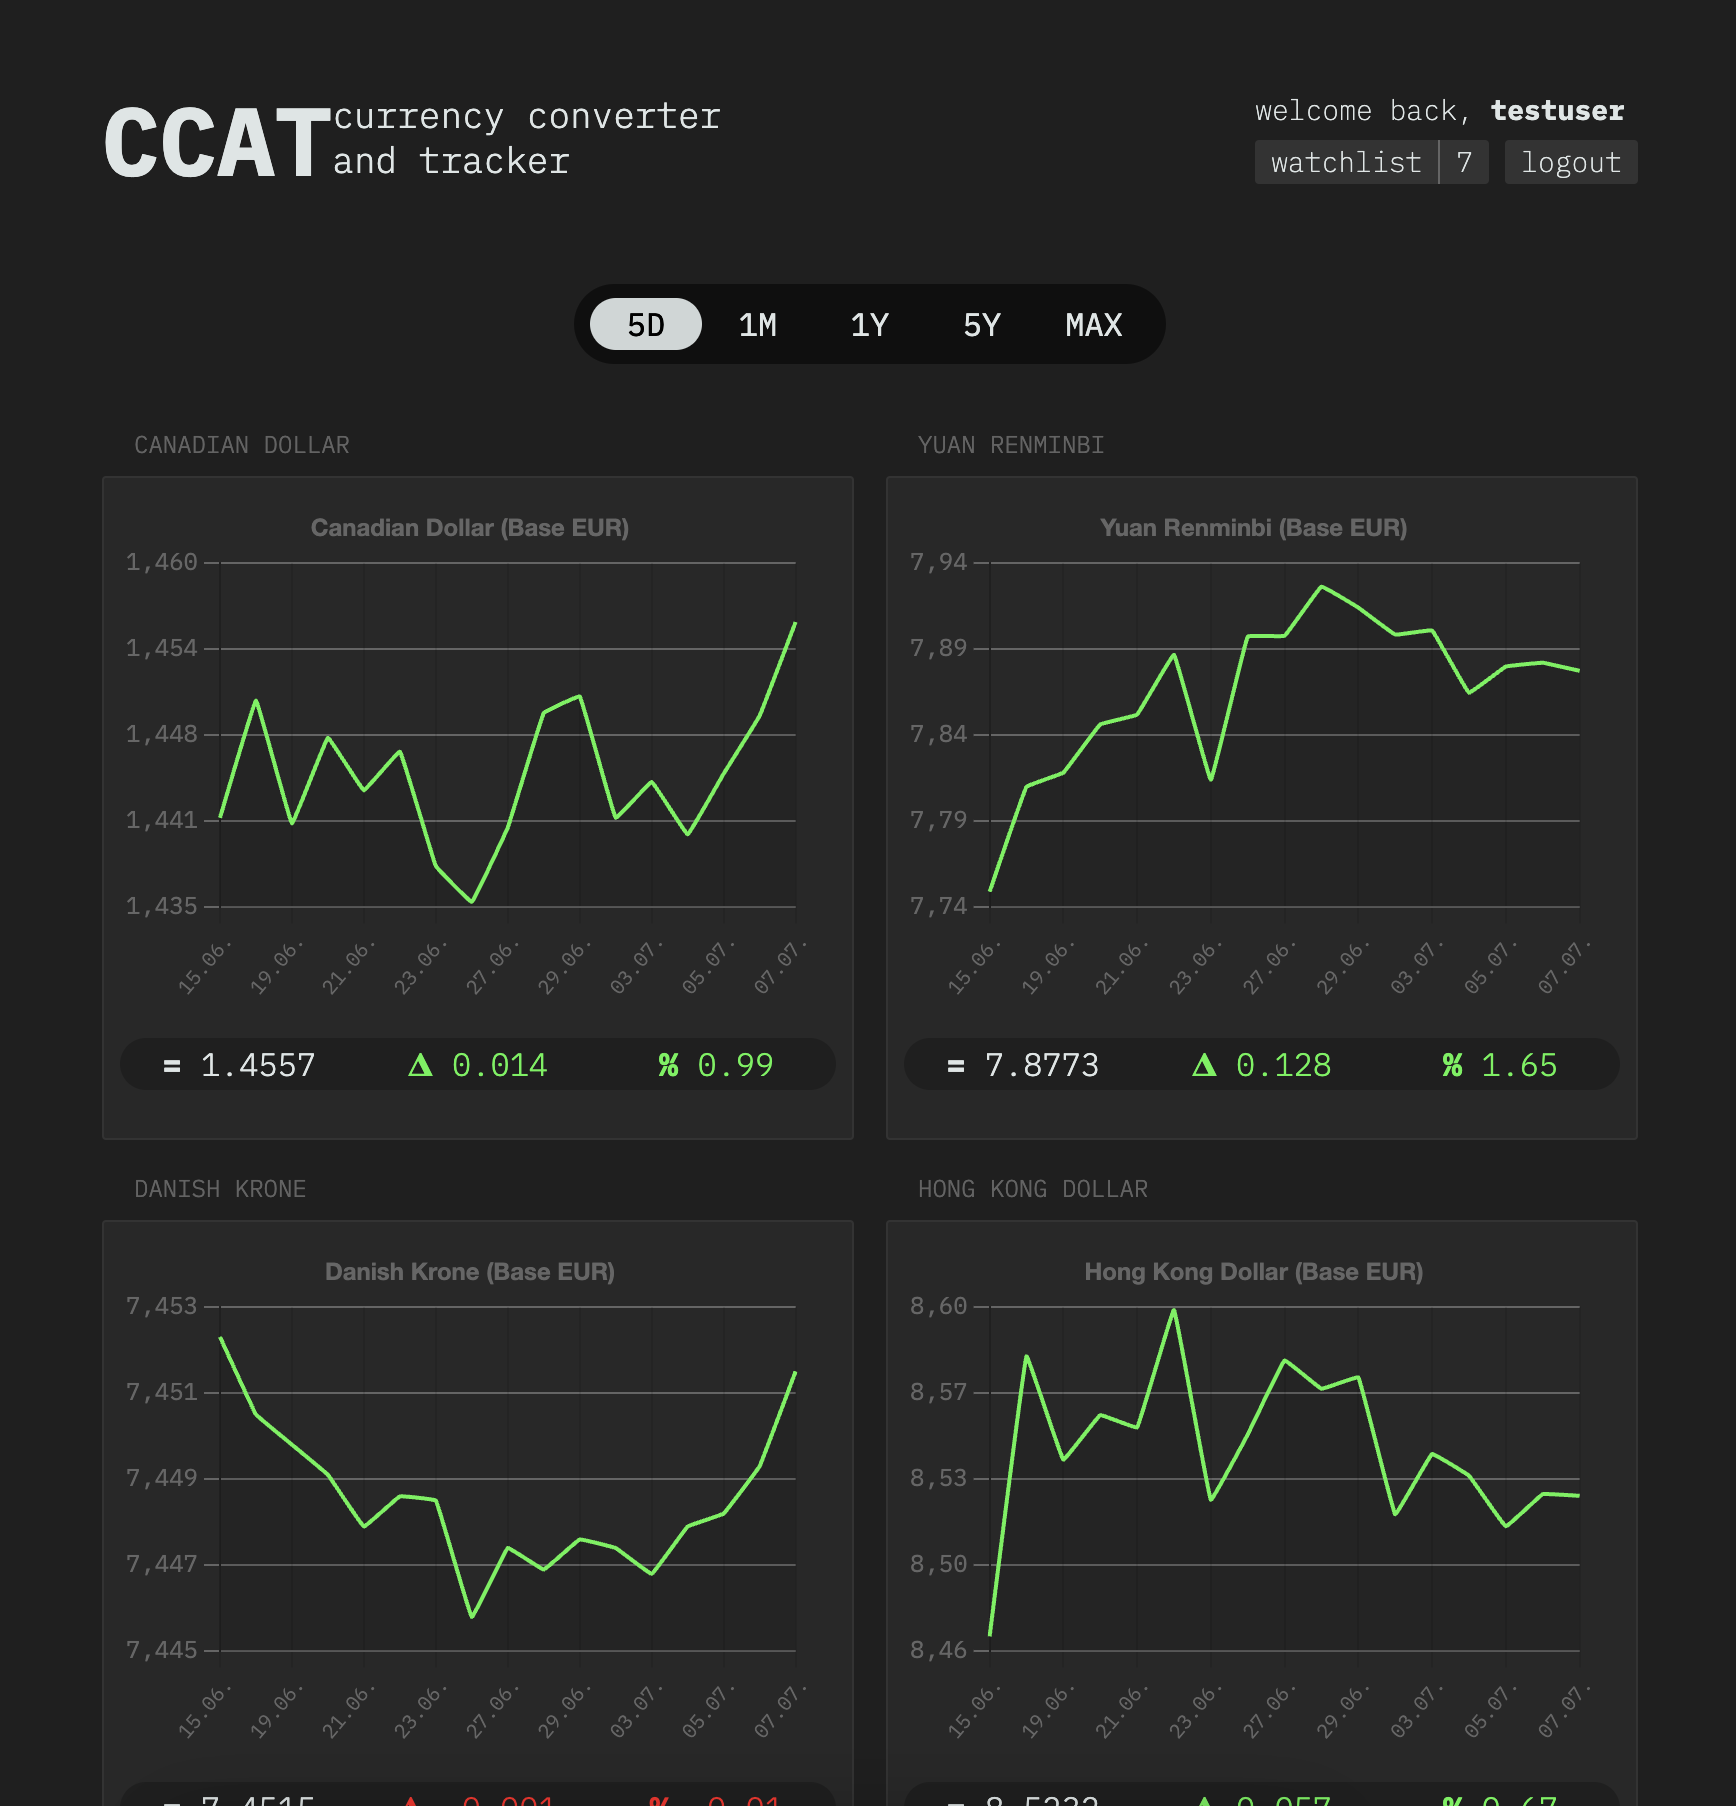 CCAT
currency converter
and tracker
welcome back, testuser
watchlist 7 logout
5D 1M 1Y 5Y MAX
CANADIAN DOLLAR
Canadian Dollar (Base EUR)
1,460
1,454
1,448
1,441
1,435
15.06. 19.06. 21.06. 23.06. 27.06. 29.06. 03.07. 05.07. 07.07.
= 1.4557 Δ 0.014 % 0.99
YUAN RENMINBI
Yuan Renminbi (Base EUR)
7,94
7,89
7,84
7,79
7,74
15.06. 19.06. 21.06. 23.06. 27.06. 29.06. 03.07. 05.07. 07.07.
= 7.8773 Δ 0.128 % 1.65
DANISH KRONE
Danish Krone (Base EUR)
7,453
7,451
7,449
7,447
7,445
15.06. 19.06. 21.06. 23.06. 27.06. 29.06. 03.07. 05.07. 07.07.
HONG KONG DOLLAR
Hong Kong Dollar (Base EUR)
8,60
8,57
8,53
8,50
8,46
15.06. 19.06. 21.06. 23.06. 27.06. 29.06. 03.07. 05.07. 07.07.